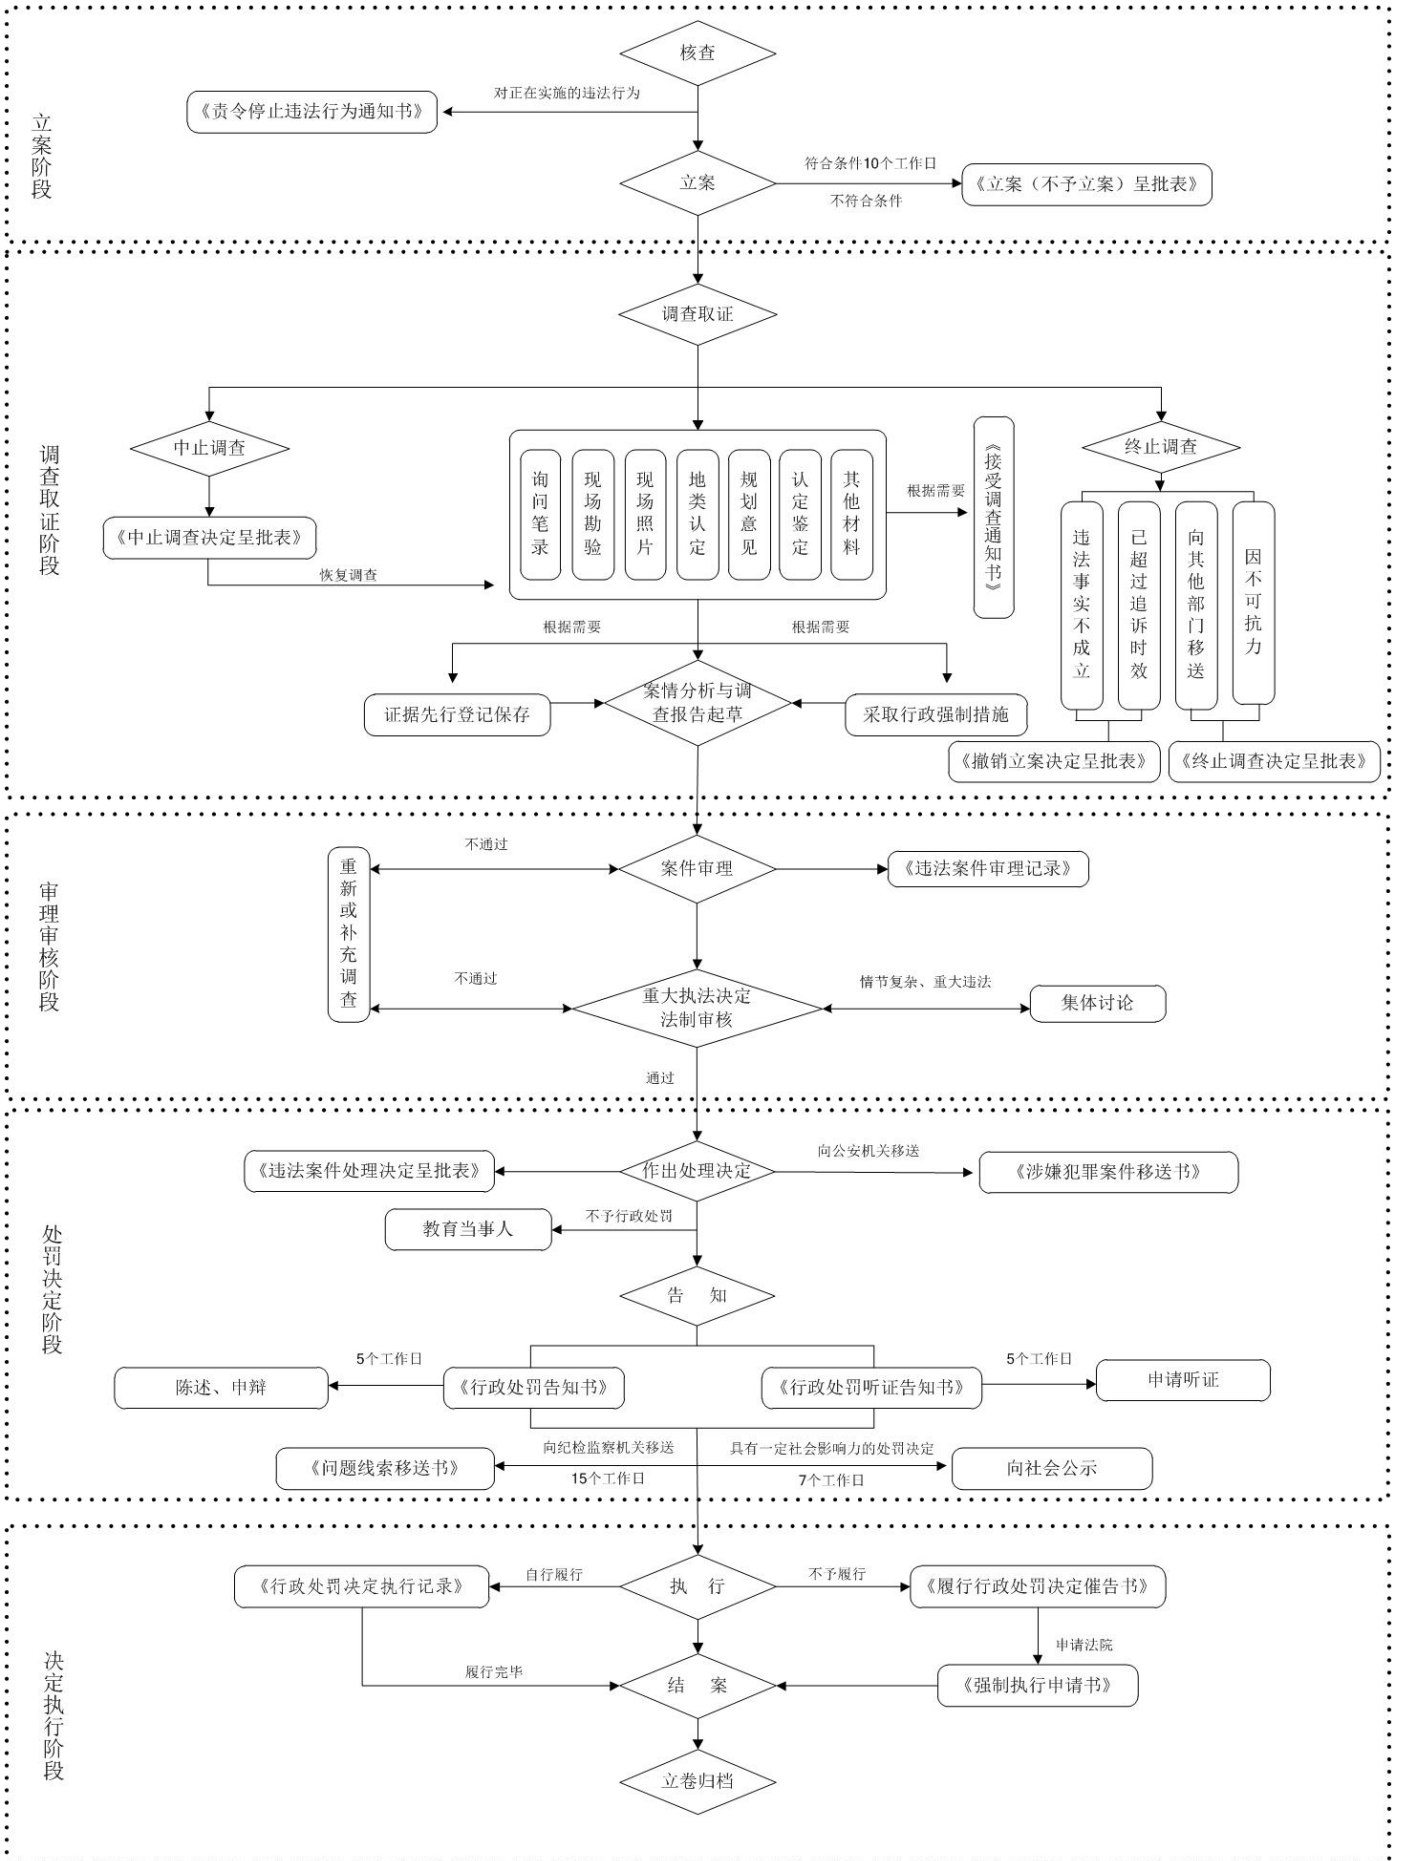 立案阶段
核查
对正在实施的违法行为
《责令停止违法行为通知书》
立案
符合条件10个工作日
不符合条件
《立案（不予立案）呈批表》
调查取证阶段
调查取证
中止调查
《中止调查决定呈批表》
恢复调查
询问笔录
现场勘验
现场照片
地类认定
规划意见
认定鉴定
其他材料
根据需要
《接受调查通知书》
终止调查
违法事实不成立
已超过追诉时效
向其他部门移送
因不可抗力
《撤销立案决定呈批表》
《终止调查决定呈批表》
根据需要
根据需要
证据先行登记保存
案情分析与调
查报告起草
采取行政强制措施
审理审核阶段
不通过
案件审理
《违法案件审理记录》
重新或补充调查
不通过
重大执法决定
法制审核
情节复杂、重大违法
集体讨论
通过
处罚决定阶段
《违法案件处理决定呈批表》
作出处理决定
向公安机关移送
《涉嫌犯罪案件移送书》
教育当事人
不予行政处罚
告 知
陈述、申辩
5个工作日
《行政处罚告知书》
《行政处罚听证告知书》
5个工作日
申请听证
《问题线索移送书》
向纪检监察机关移送
15个工作日
具有一定社会影响力的处罚决定
7个工作日
向社会公示
决定执行阶段
《行政处罚决定执行记录》
自行履行
执 行
不予履行
《履行行政处罚决定催告书》
申请法院
履行完毕
结 案
《强制执行申请书》
立卷归档